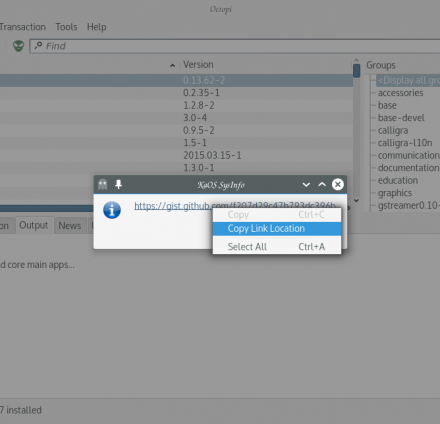 Octopi
Transaction Tools Help
Find
Version
Groups
0.13.62-2
<Display all gro
0.2.35-1
accessories
1.2.8-2
base
3.0-4
base-devel
0.9.5-2
calligra
1.5-1
calligra-l10n
2015.03.15-1
communication
1.3.0-1
documentation
education
graphics
gstreamer0.10-
KaOS SysInfo
https://gist.github.com/f207d29c47b793dc396b
Copy Ctrl+C
Copy Link Location
Select All Ctrl+A
on Output News
d core main apps...
7 installed